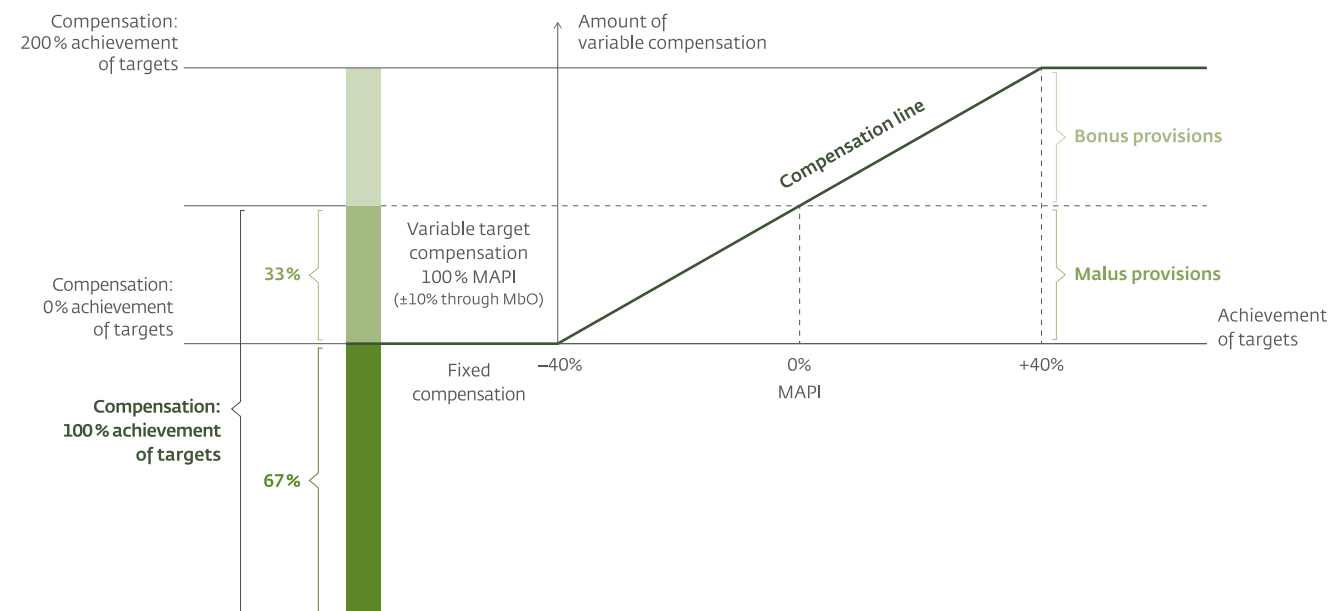 Compensation:
200% achievement
of targets
Amount of
variable compensation
Compensation line
Bonus provisions
Variable target
compensation
100% MAPI
(±10% through MbO)
33%
Malus provisions
Compensation:
0% achievement
of targets
Achievement
of targets
Fixed
compensation
–40%
0%
+40%
MAPI
Compensation:
100% achievement
of targets
67%